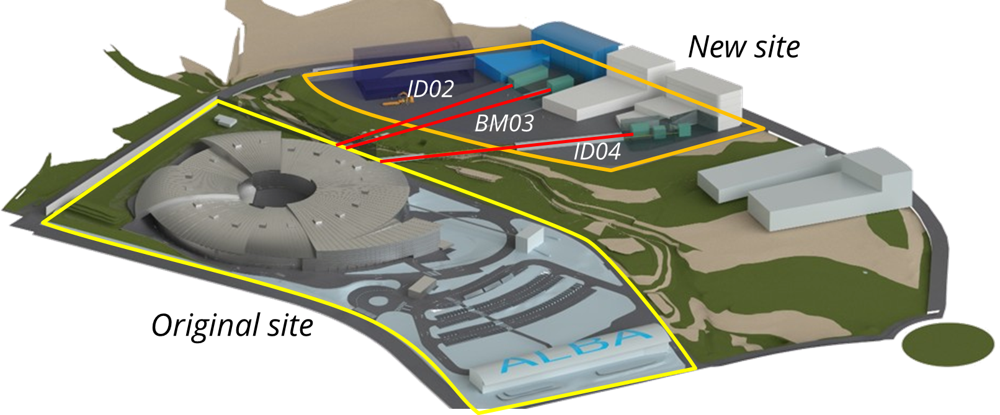 New site
ID02
BM03
ID04
Original site
ALBA